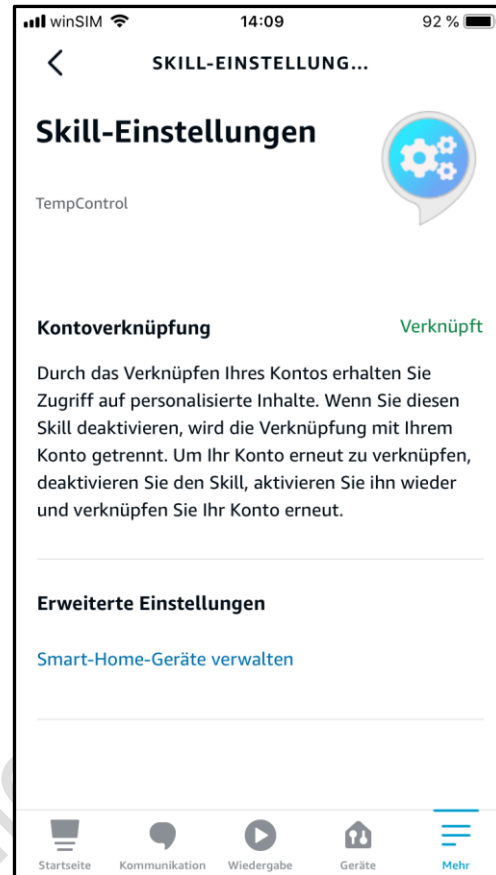 winSIM 14:09 92 %
SKILL-EINSTELLUNG...
Skill-Einstellungen
TempControl
Kontoverknüpfung Verknüpft
Durch das Verknüpfen Ihres Kontos erhalten Sie
Zugriff auf personalisierte Inhalte. Wenn Sie diesen
Skill deaktivieren, wird die Verknüpfung mit Ihrem
Konto getrennt. Um Ihr Konto erneut zu verknüpfen,
deaktivieren Sie den Skill, aktivieren Sie ihn wieder
und verknüpfen Sie Ihr Konto erneut.
Erweiterte Einstellungen
Smart-Home-Geräte verwalten
Startseite Kommunikation Wiedergabe Geräte Mehr